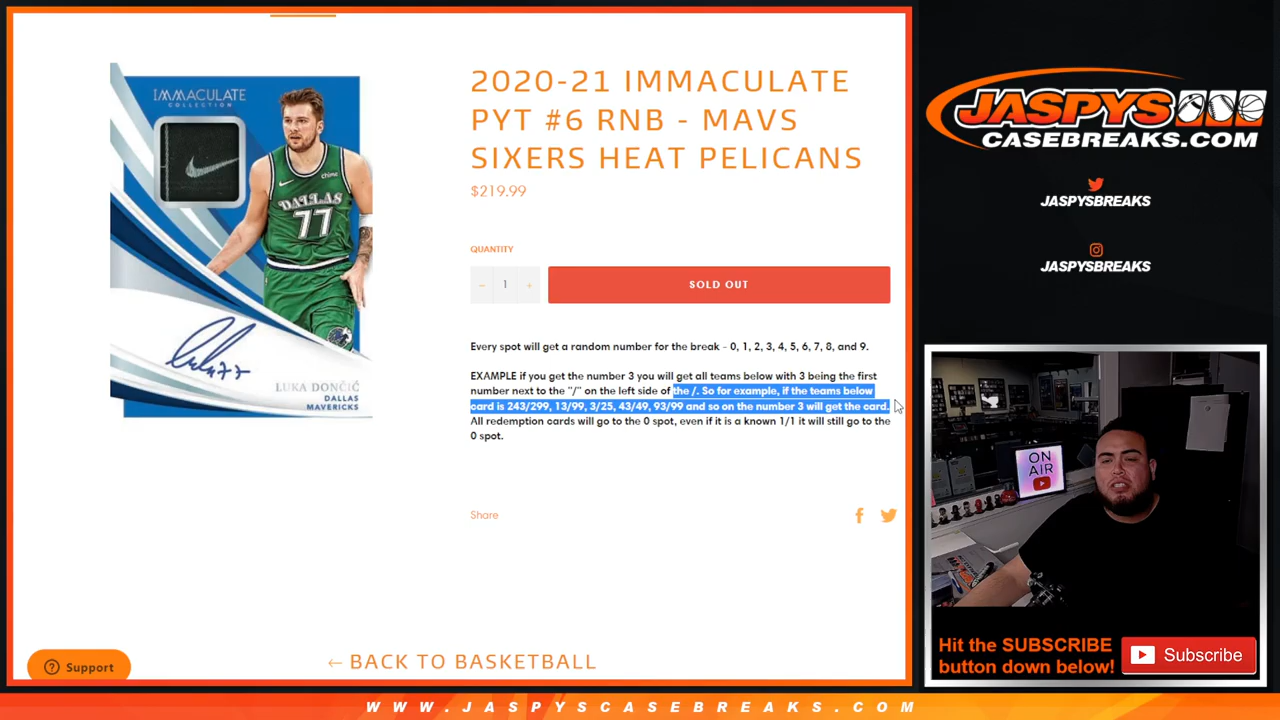 IMMACULATE
COLLECTION
chime
DALLAS
77
LUKA DONČIĆ
DALLAS
MAVERICKS
2020-21 IMMACULATE
PYT #6 RNB - MAVS
SIXERS HEAT PELICANS
$219.99
QUANTITY
− 1 +
SOLD OUT
Every spot will get a random number for the break - 0, 1, 2, 3, 4, 5, 6, 7, 8, and 9.
EXAMPLE if you get the number 3 you will get all teams below with 3 being the first
number next to the "/" on the left side of the /. So for example, if the teams below
card is 243/299, 13/99, 3/25, 43/49, 93/99 and so on the number 3 will get the card.
All redemption cards will go to the 0 spot, even if it is a known 1/1 it will still go to the
0 spot.
Share
← BACK TO BASKETBALL
? Support
JASPYS
CASEBREAKS.COM
JASPYSBREAKS
JASPYSBREAKS
ON
AIR
Hit the SUBSCRIBE
button down below!
Subscribe
WWW.JASPYSCASEBREAKS.COM